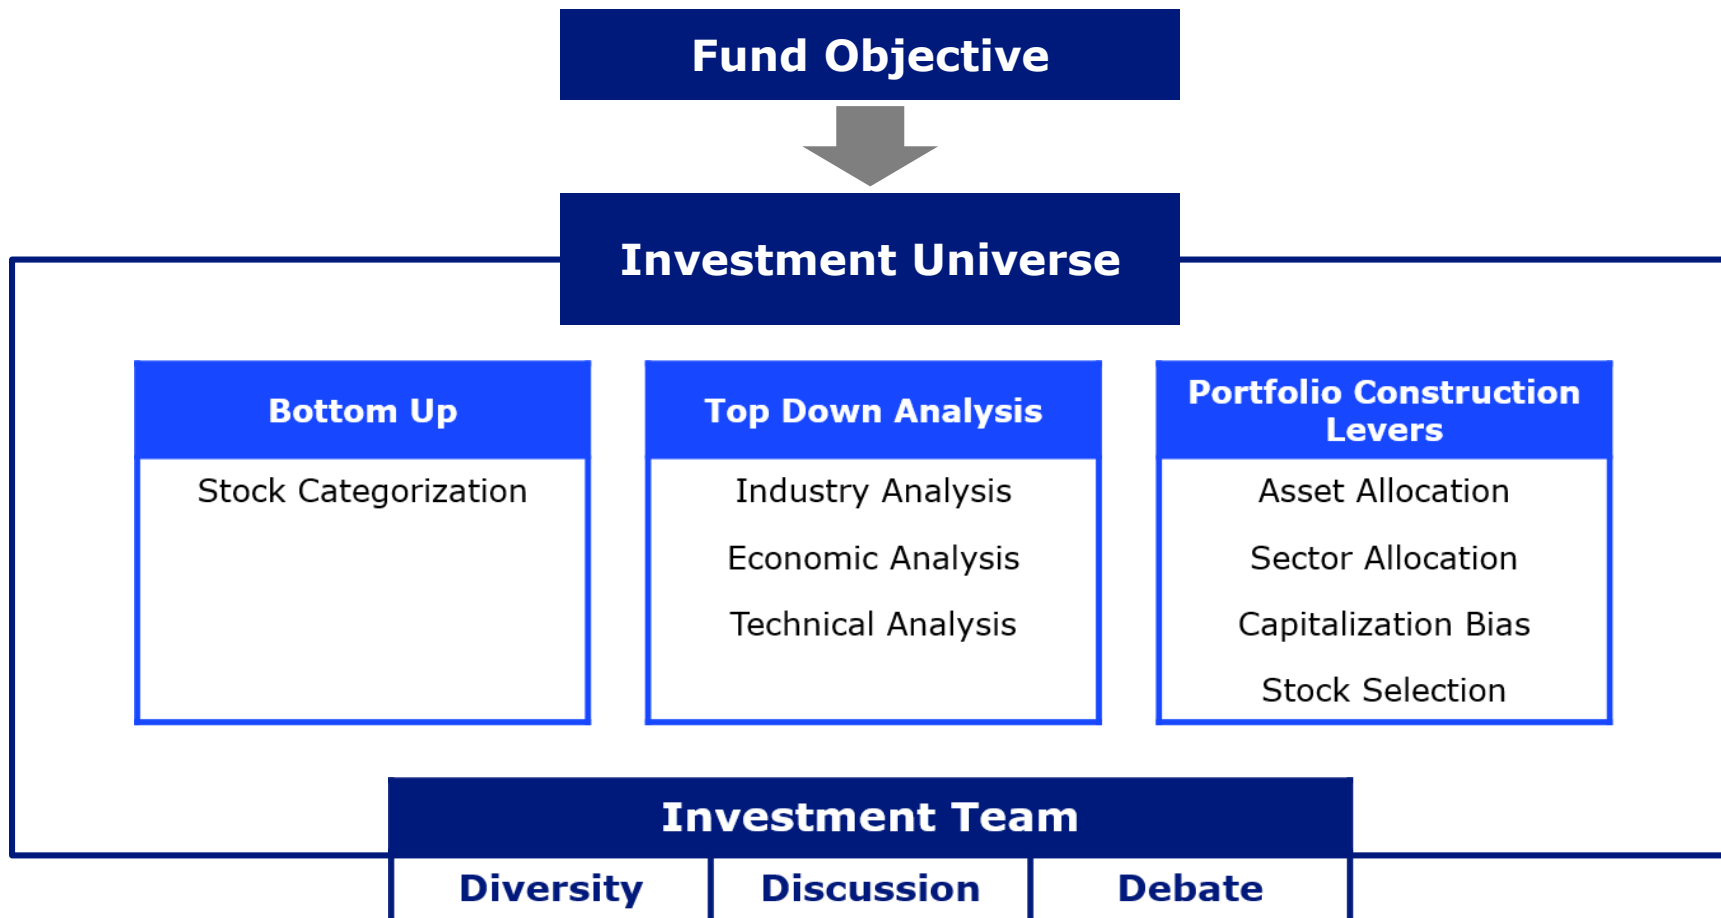 Fund Objective
Investment Universe
Bottom Up
Stock Categorization
Top Down Analysis
Industry Analysis
Economic Analysis
Technical Analysis
Portfolio Construction
Levers
Asset Allocation
Sector Allocation
Capitalization Bias
Stock Selection
Investment Team
Diversity
Discussion
Debate